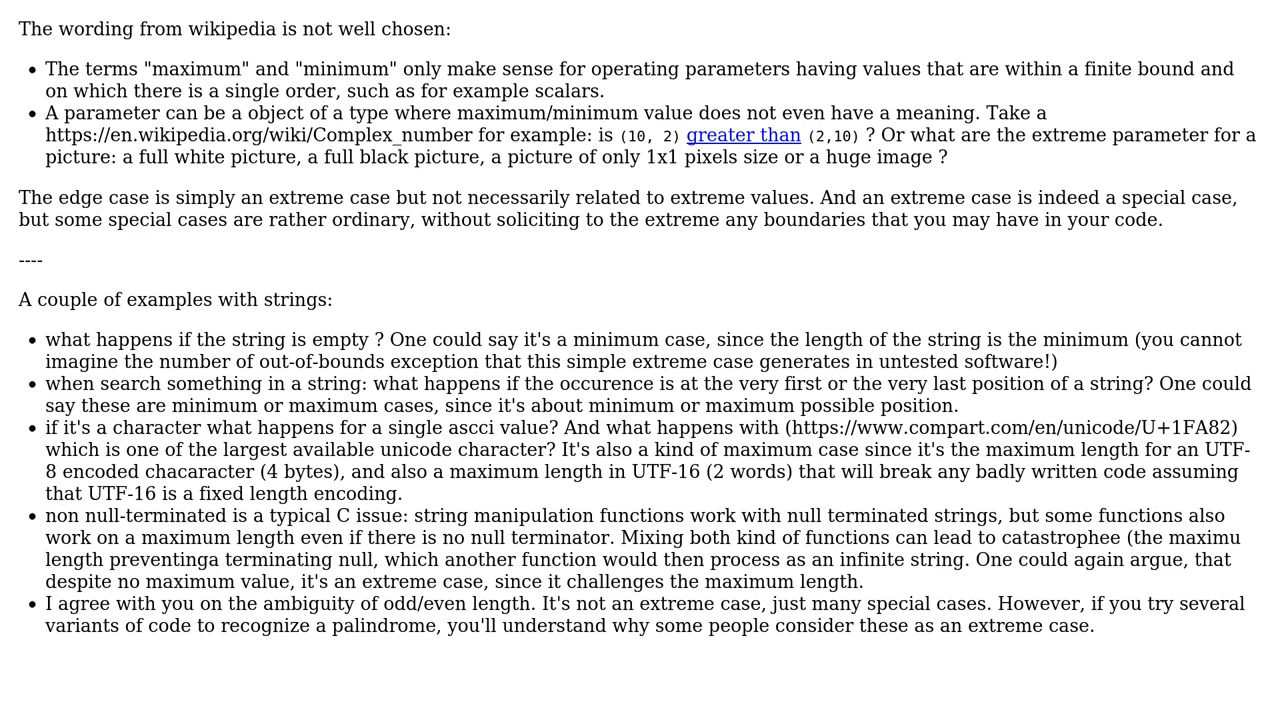 The wording from wikipedia is not well chosen:
• The terms "maximum" and "minimum" only make sense for operating parameters having values that are within a finite bound and
on which there is a single order, such as for example scalars.
• A parameter can be a object of a type where maximum/minimum value does not even have a meaning. Take a
https://en.wikipedia.org/wiki/Complex_number for example: is (10, 2) greater than (2,10) ? Or what are the extreme parameter for a
picture: a full white picture, a full black picture, a picture of only 1x1 pixels size or a huge image ?
The edge case is simply an extreme case but not necessarily related to extreme values. And an extreme case is indeed a special case,
but some special cases are rather ordinary, without soliciting to the extreme any boundaries that you may have in your code.
----
A couple of examples with strings:
• what happens if the string is empty ? One could say it's a minimum case, since the length of the string is the minimum (you cannot
imagine the number of out-of-bounds exception that this simple extreme case generates in untested software!)
• when search something in a string: what happens if the occurence is at the very first or the very last position of a string? One could
say these are minimum or maximum cases, since it's about minimum or maximum possible position.
• if it's a character what happens for a single ascci value? And what happens with (https://www.compart.com/en/unicode/U+1FA82)
which is one of the largest available unicode character? It's also a kind of maximum case since it's the maximum length for an UTF-
8 encoded chacaracter (4 bytes), and also a maximum length in UTF-16 (2 words) that will break any badly written code assuming
that UTF-16 is a fixed length encoding.
• non null-terminated is a typical C issue: string manipulation functions work with null terminated strings, but some functions also
work on a maximum length even if there is no null terminator. Mixing both kind of functions can lead to catastrophee (the maximu
length preventinga terminating null, which another function would then process as an infinite string. One could again argue, that
despite no maximum value, it's an extreme case, since it challenges the maximum length.
• I agree with you on the ambiguity of odd/even length. It's not an extreme case, just many special cases. However, if you try several
variants of code to recognize a palindrome, you'll understand why some people consider these as an extreme case.